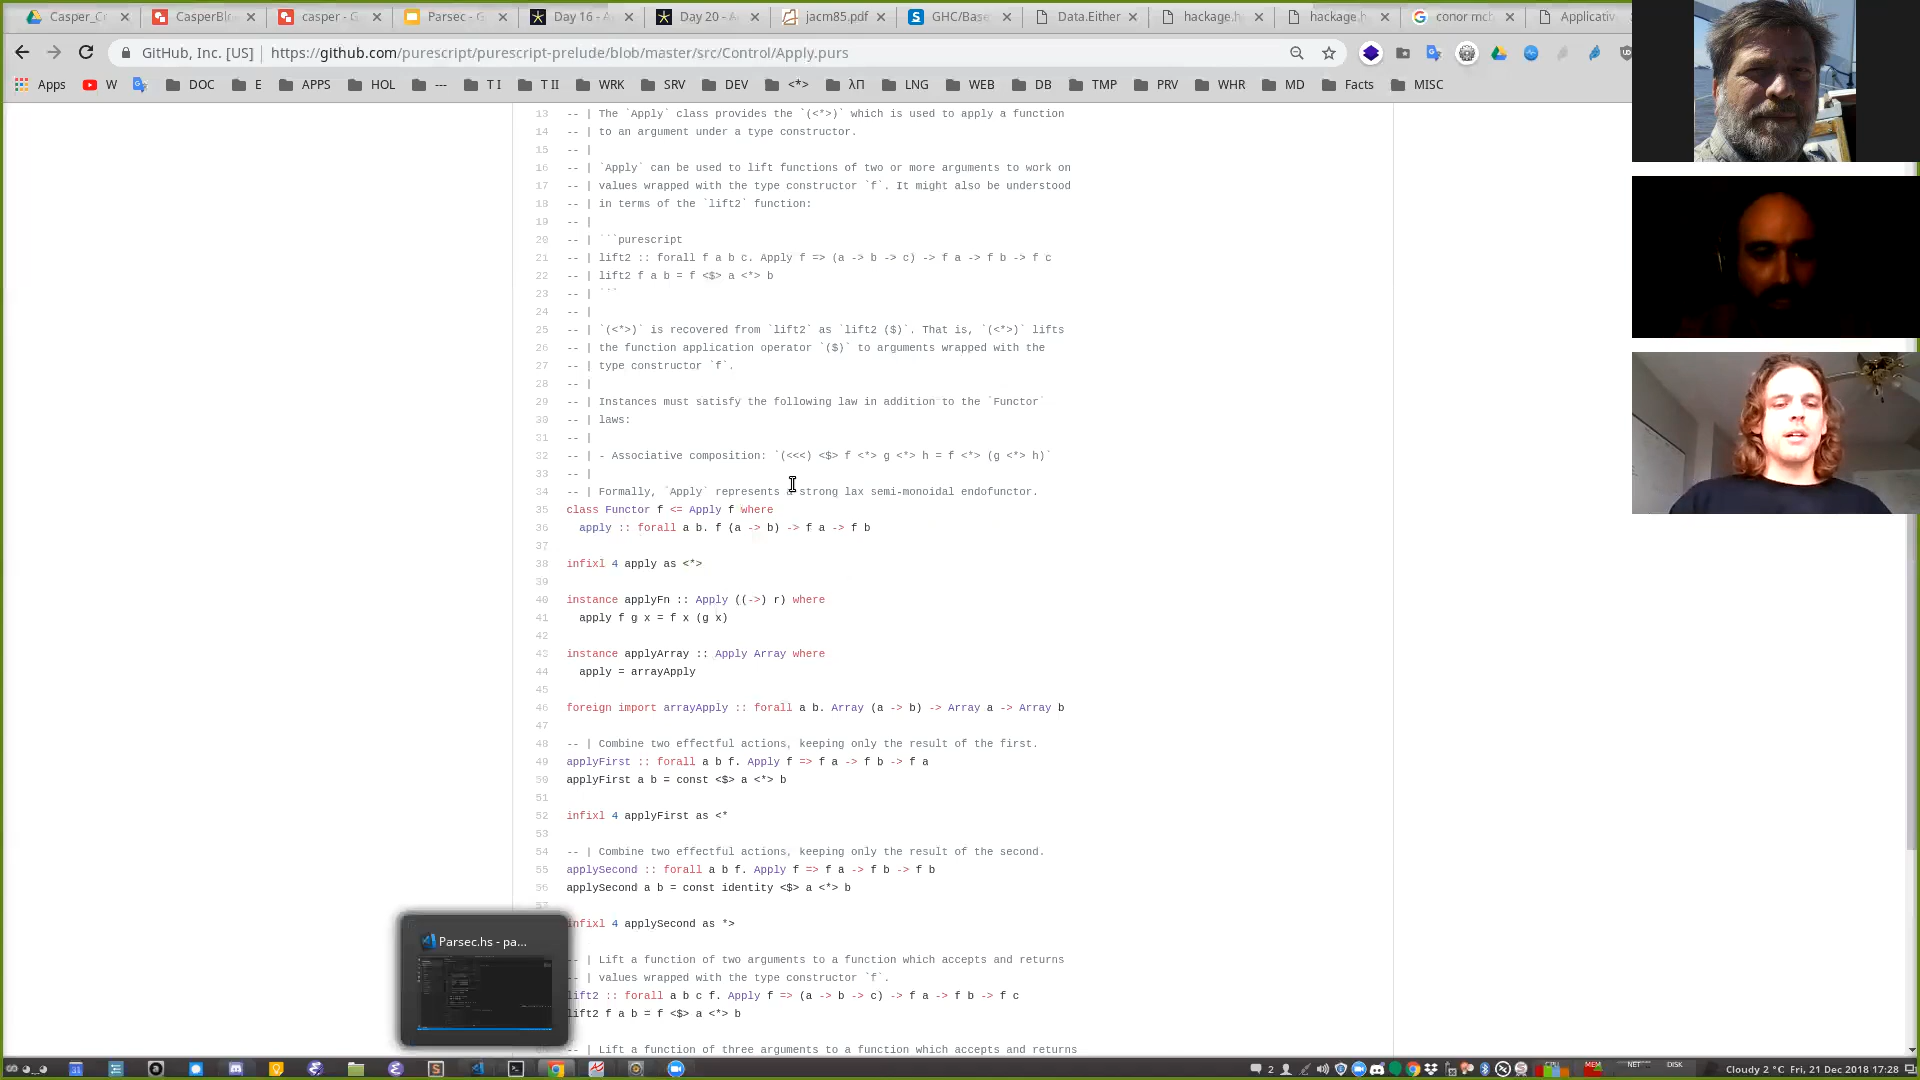 Casper_C
CasperBl
casper - G
Parsec - G
Day 16 - A
Day 20 - A
jacm85.pdf
GHC/Base
Data.Either
hackage.h
hackage.h
conor mc
Applicativ
GitHub, Inc. [US] | https://github.com/purescript/purescript-prelude/blob/master/src/Control/Apply.purs
Apps W DOC E APPS HOL --- T I T II WRK SRV DEV <*> λΠ LNG WEB DB TMP PRV WHR MD Facts MISC
13 -- | The `Apply` class provides the `(<*>)` which is used to apply a function
14 -- | to an argument under a type constructor.
15 -- |
16 -- | `Apply` can be used to lift functions of two or more arguments to work on
17 -- | values wrapped with the type constructor `f`. It might also be understood
18 -- | in terms of the `lift2` function:
19 -- |
20 -- | ```purescript
21 -- | lift2 :: forall f a b c. Apply f => (a -> b -> c) -> f a -> f b -> f c
22 -- | lift2 f a b = f <$> a <*> b
23 -- | ```
24 -- |
25 -- | `(<*>)` is recovered from `lift2` as `lift2 ($)`. That is, `(<*>)` lifts
26 -- | the function application operator `($)` to arguments wrapped with the
27 -- | type constructor `f`.
28 -- |
29 -- | Instances must satisfy the following law in addition to the `Functor`
30 -- | laws:
31 -- |
32 -- | - Associative composition: `(<<<) <$> f <*> g <*> h = f <*> (g <*> h)`
33 -- |
34 -- | Formally, `Apply` represents a strong lax semi-monoidal endofunctor.
35 class Functor f <= Apply f where
36 apply :: forall a b. f (a -> b) -> f a -> f b
37
38 infixl 4 apply as <*>
39
40 instance applyFn :: Apply ((->) r) where
41 apply f g x = f x (g x)
42
43 instance applyArray :: Apply Array where
44 apply = arrayApply
45
46 foreign import arrayApply :: forall a b. Array (a -> b) -> Array a -> Array b
47
48 -- | Combine two effectful actions, keeping only the result of the first.
49 applyFirst :: forall a b f. Apply f => f a -> f b -> f a
50 applyFirst a b = const <$> a <*> b
51
52 infixl 4 applyFirst as <*
53
54 -- | Combine two effectful actions, keeping only the result of the second.
55 applySecond :: forall a b f. Apply f => f a -> f b -> f b
56 applySecond a b = const identity <$> a <*> b
57
infixl 4 applySecond as *>
Parsec.hs - pa...
-- | Lift a function of two arguments to a function which accepts and returns
-- | values wrapped with the type constructor `f`.
lift2 :: forall a b c f. Apply f => (a -> b -> c) -> f a -> f b -> f c
lift2 f a b = f <$> a <*> b
-- | Lift a function of three arguments to a function which accepts and returns
2 CPU MEM NET DISK Cloudy 2 °C Fri, 21 Dec 2018 17:28